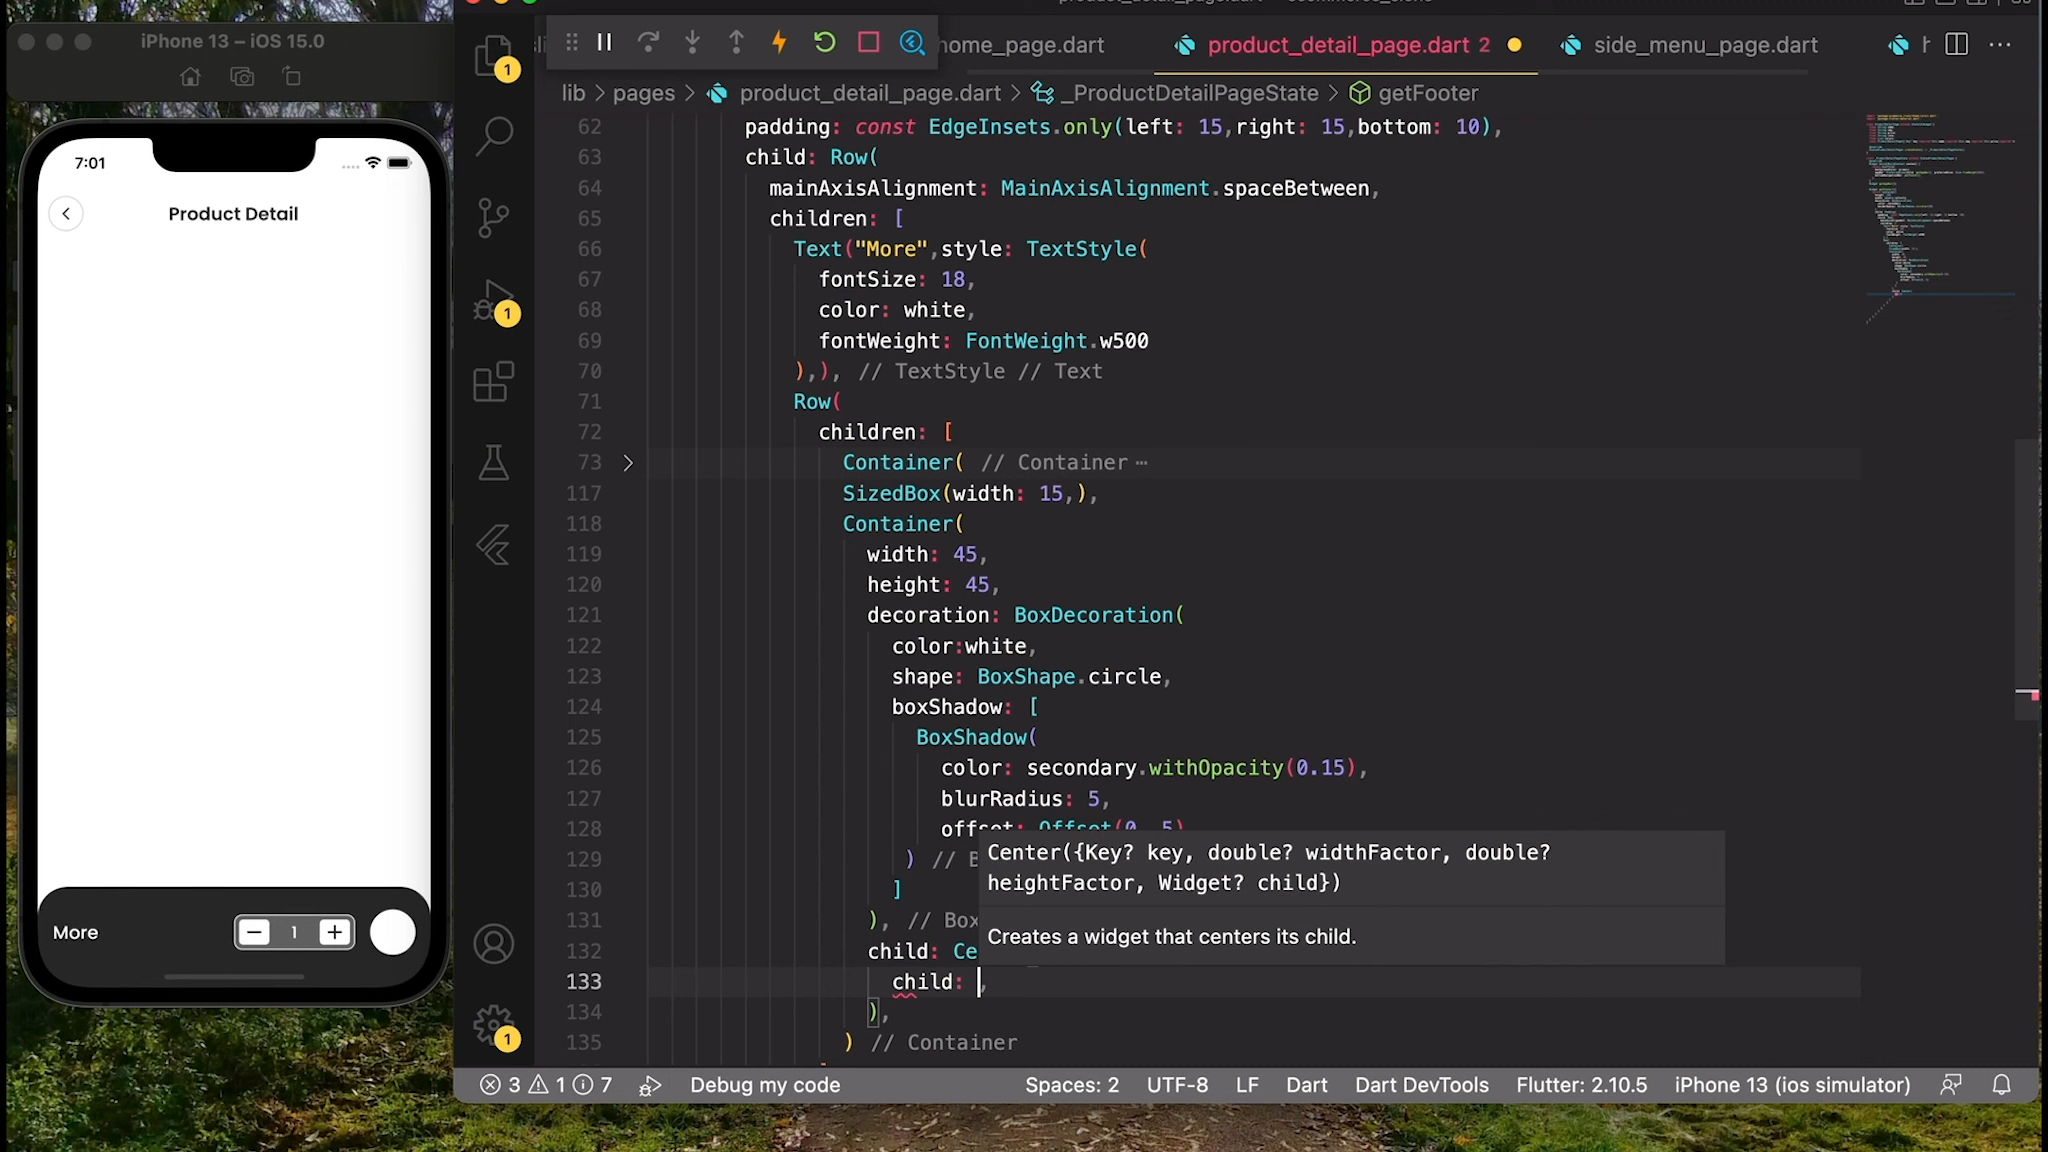 iPhone 13 – iOS 15.0
7:01
Product Detail
More
1
home_page.dart
product_detail_page.dart 2
side_menu_page.dart
lib > pages > product_detail_page.dart > _ProductDetailPageState > getFooter
62 padding: const EdgeInsets.only(left: 15,right: 15,bottom: 10),
63 child: Row(
64 mainAxisAlignment: MainAxisAlignment.spaceBetween,
65 children: [
66 Text("More",style: TextStyle(
67 fontSize: 18,
68 color: white,
69 fontWeight: FontWeight.w500
70 ),), // TextStyle // Text
71 Row(
72 children: [
73 Container( // Container ⋯
117 SizedBox(width: 15,),
118 Container(
119 width: 45,
120 height: 45,
121 decoration: BoxDecoration(
122 color:white,
123 shape: BoxShape.circle,
124 boxShadow: [
125 BoxShadow(
126 color: secondary.withOpacity(0.15),
127 blurRadius: 5,
128 offset: Offset(0, 5)
129 ) // B
130 ]
131 ), // Box
132 child: Ce
133 child: ,
134 ),
135 ) // Container
Center({Key? key, double? widthFactor, double?
heightFactor, Widget? child})
Creates a widget that centers its child.
1
1
1
3 1 7 Debug my code Spaces: 2 UTF-8 LF Dart Dart DevTools Flutter: 2.10.5 iPhone 13 (ios simulator)